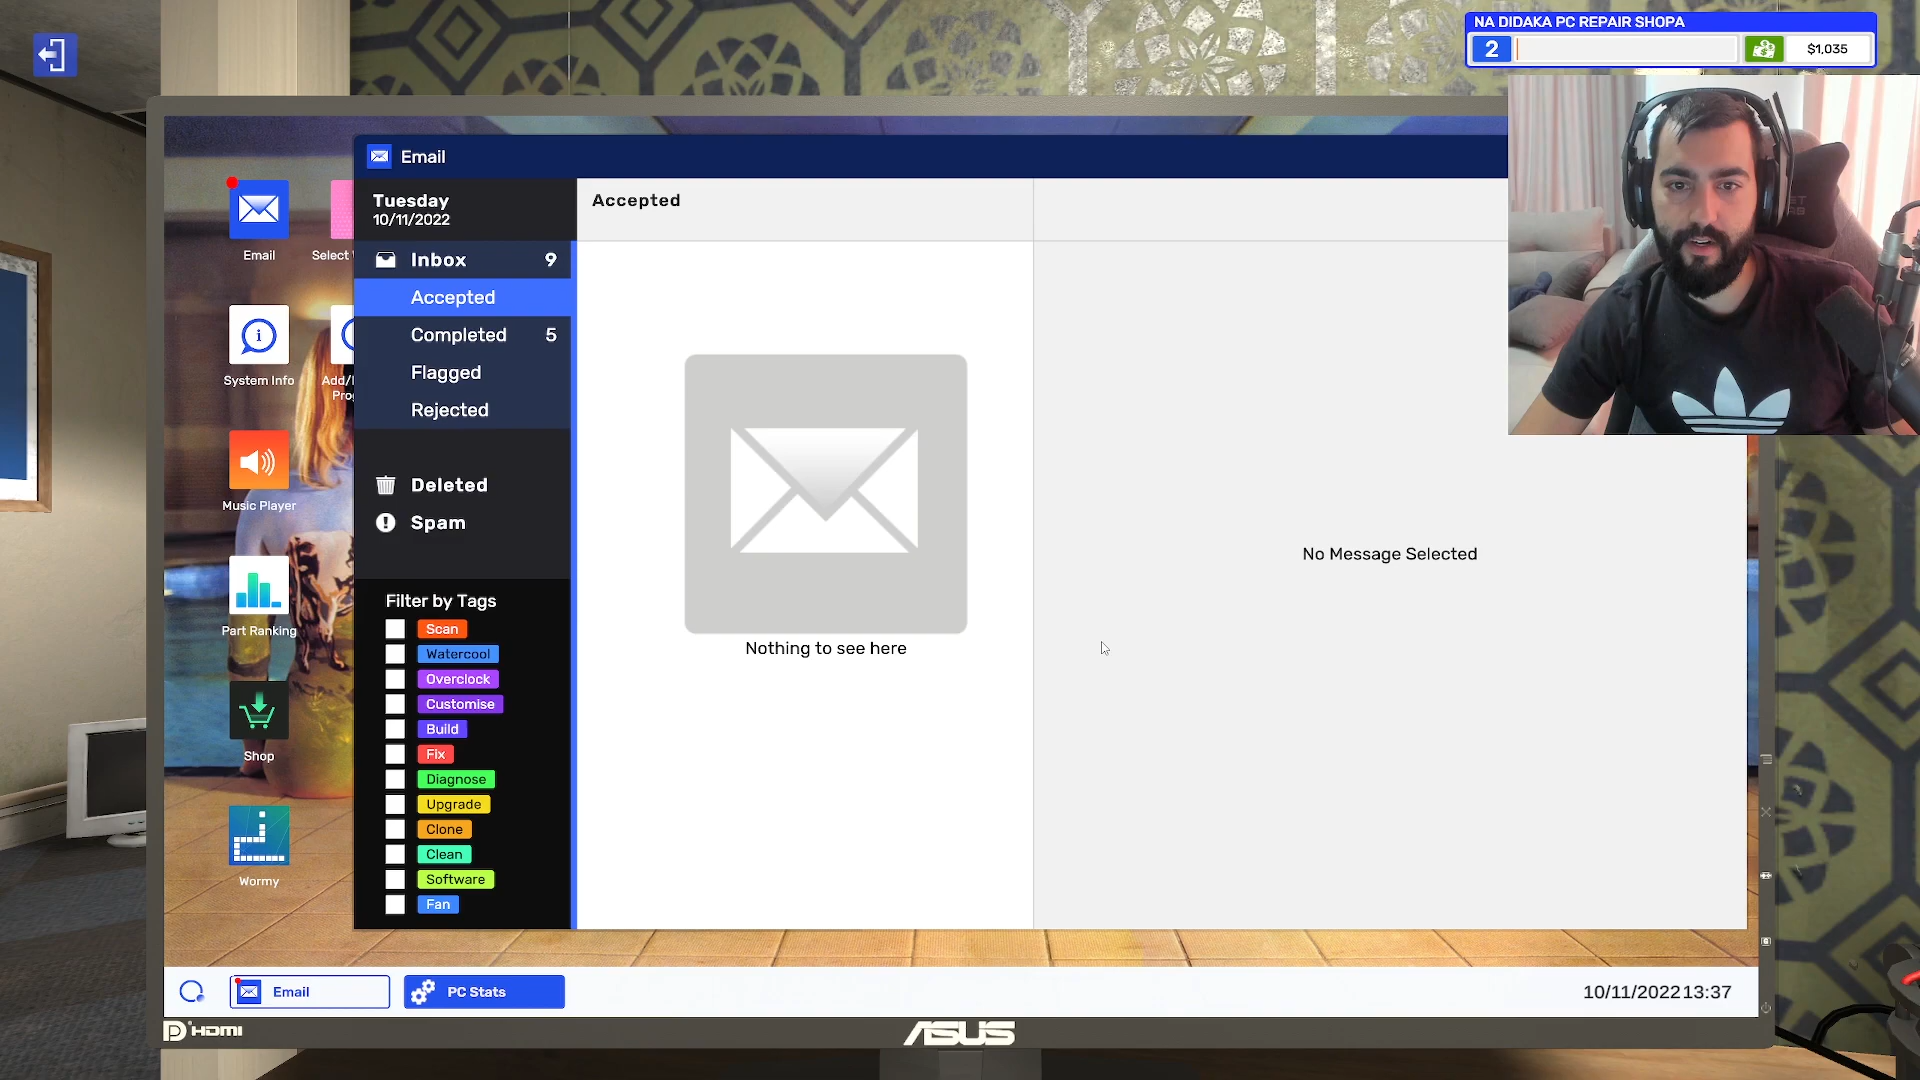 NA DIDAKA PC REPAIR SHOPA
2
$1,035
Email
Tuesday
10/11/2022
Accepted
Inbox 9
Accepted
Completed 5
Flagged
Rejected
Deleted
Spam
Filter by Tags
Scan
Watercool
Overclock
Customise
Build
Fix
Diagnose
Upgrade
Clone
Clean
Software
Fan
Nothing to see here
No Message Selected
Email
Select
System Info
Add/
Music Player
Part Ranking
Shop
Wormy
Email
PC Stats
10/11/2022 13:37
HDMI
ASUS